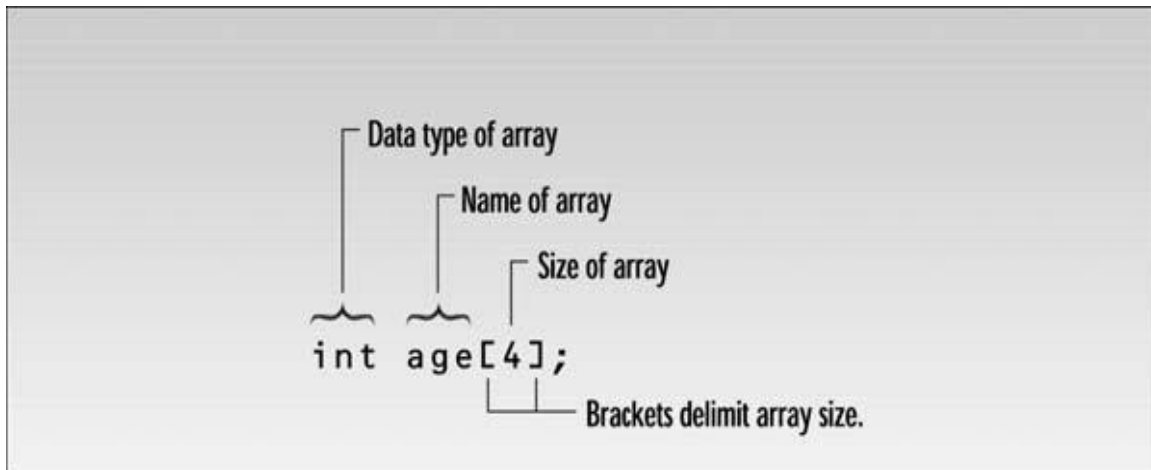 Data type of array
Name of array
Size of array
int age[4];
Brackets delimit array size.